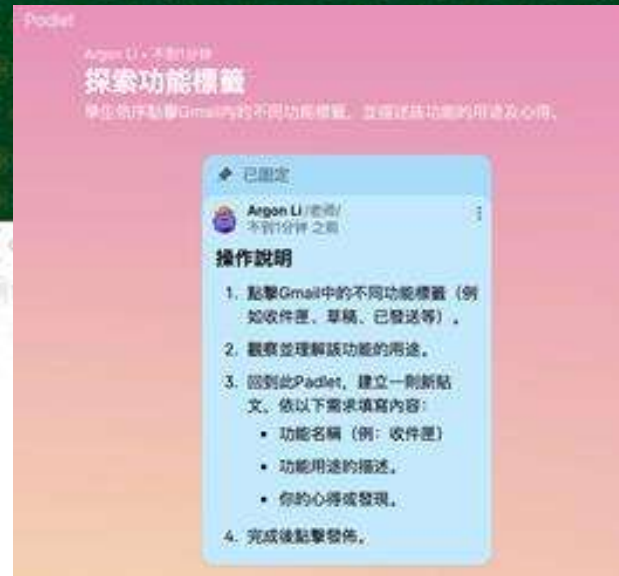 Padlet
Argon Li • 不到1分钟
探索功能標籤
學生依序點擊Gmail內的不同功能標籤，並描述該功能的用途及心得。
已固定
Argon Li /老师/
不到1分钟 之前
操作說明
1. 點擊Gmail中的不同功能標籤（例
如收件匣、草稿、已發送等）。
2. 觀察並理解該功能的用途。
3. 回到此Padlet，建立一則新貼
文，依以下需求填寫內容：
• 功能名稱（例：收件匣）
• 功能用途的描述。
• 你的心得或發現。
4. 完成後點擊發佈。